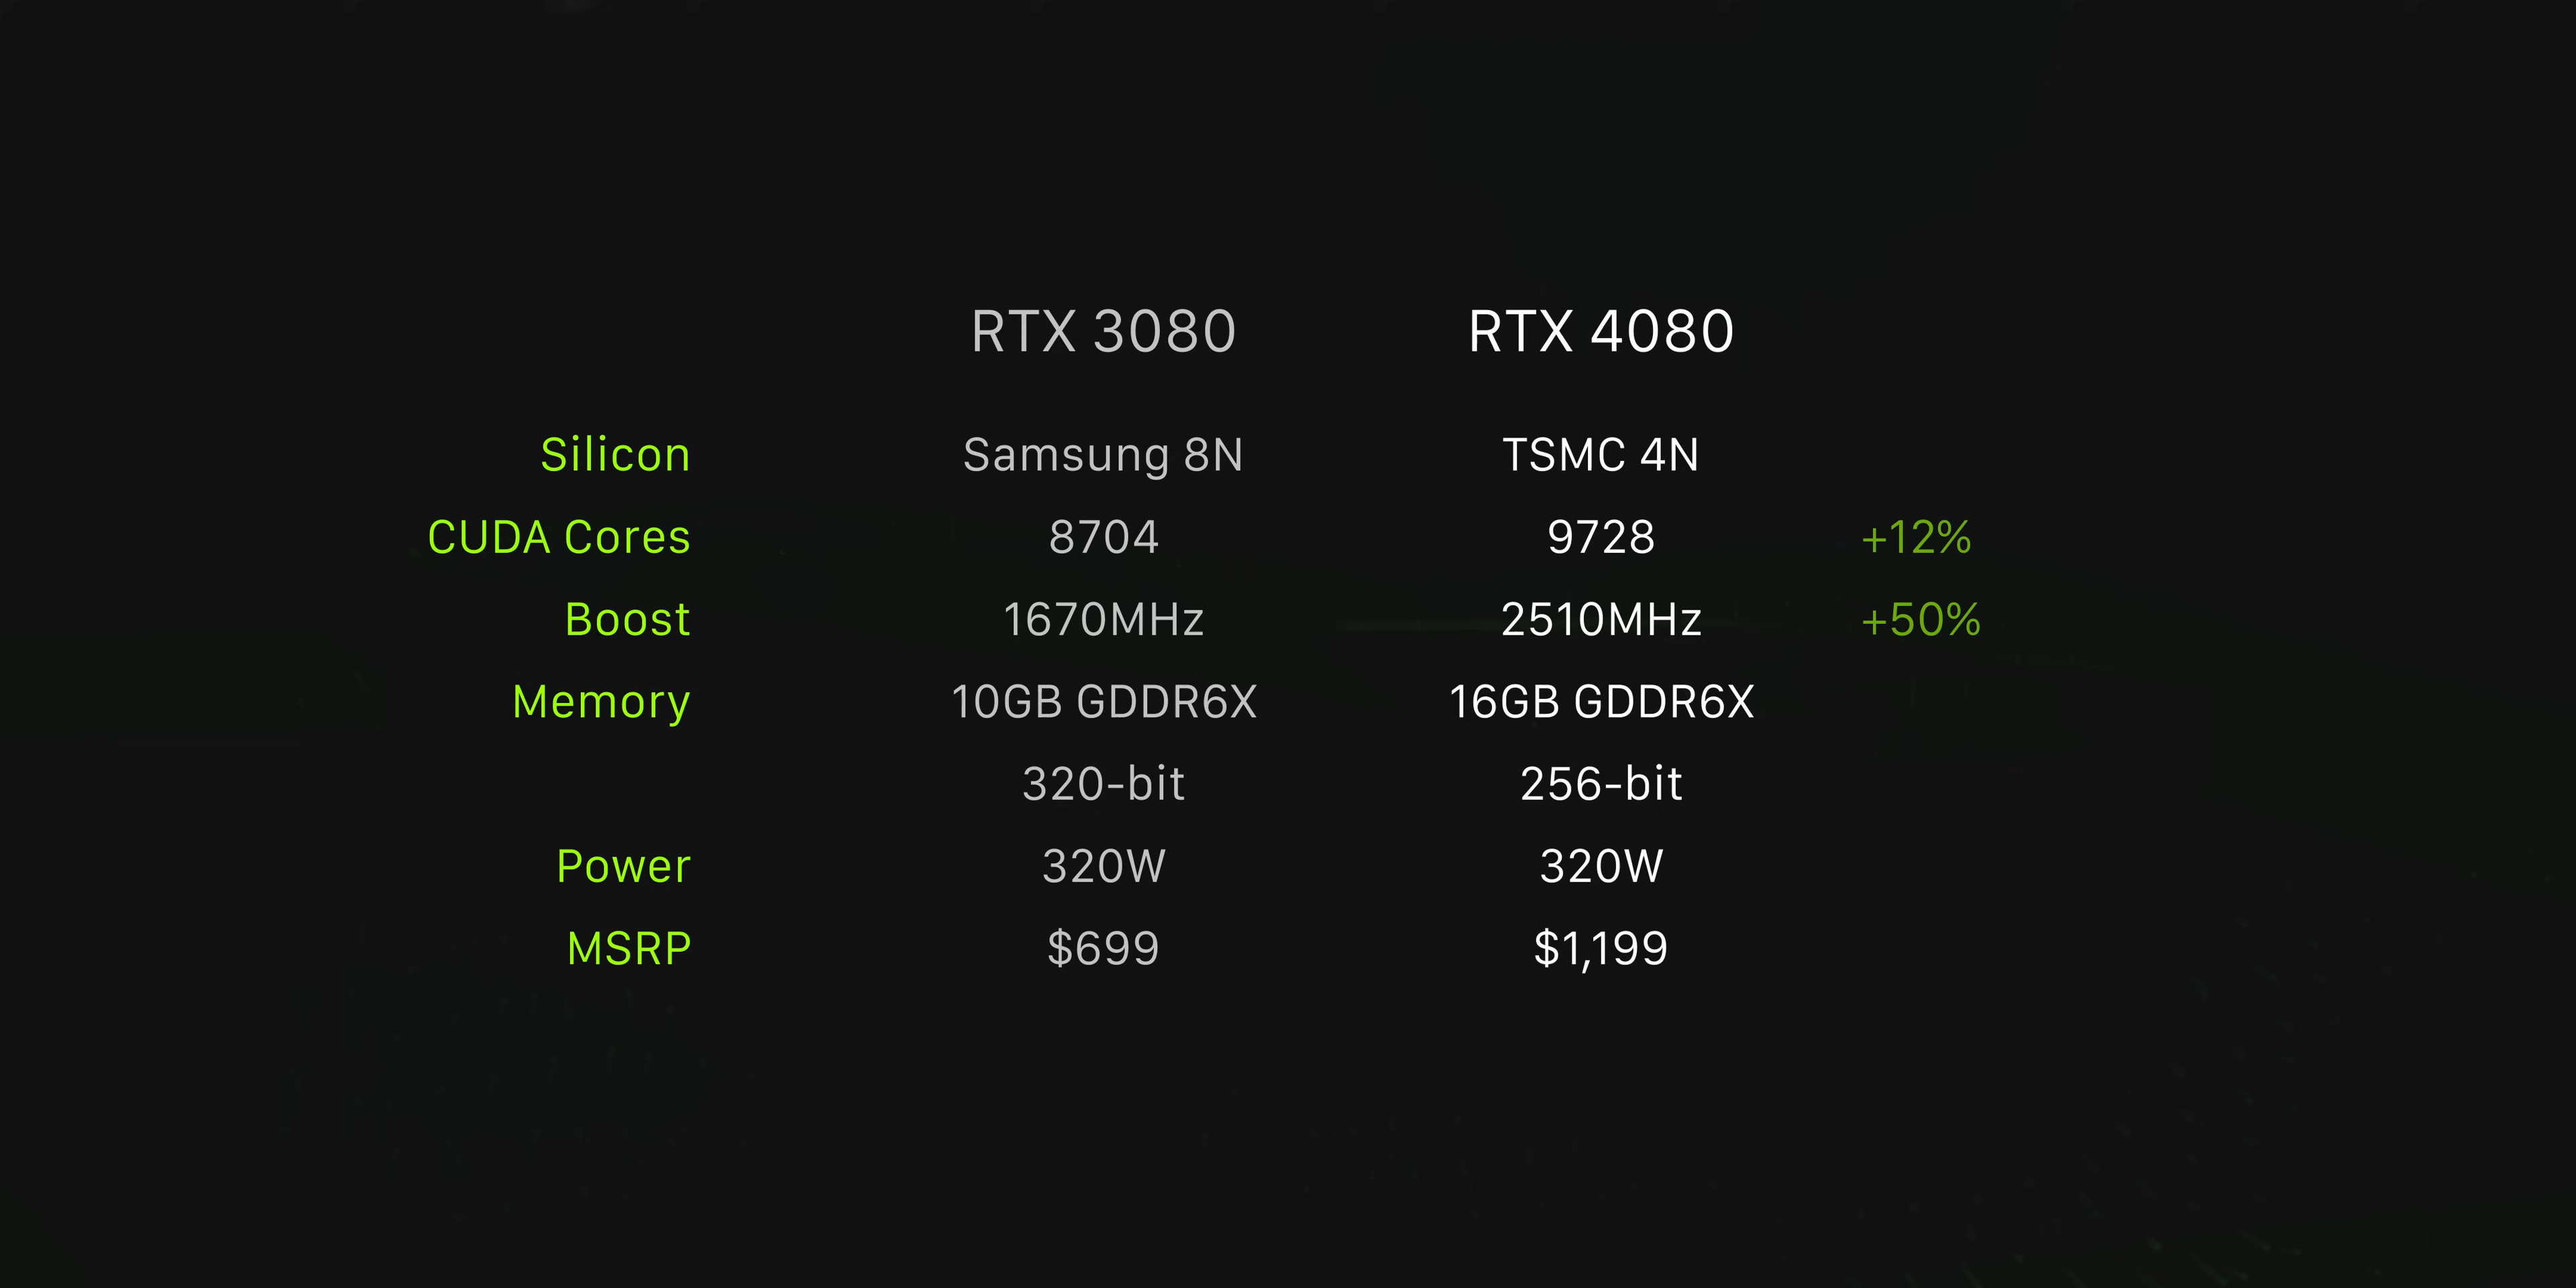 RTX 3080 RTX 4080
Silicon Samsung 8N TSMC 4N
CUDA Cores 8704 9728 +12%
Boost 1670MHz 2510MHz +50%
Memory 10GB GDDR6X 16GB GDDR6X
320-bit 256-bit
Power 320W 320W
MSRP $699 $1,199